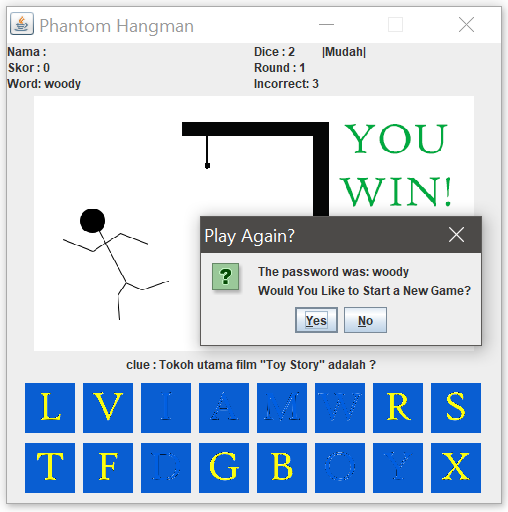 Phantom Hangman
Nama :
Dice : 2 |Mudah|
Skor : 0
Round : 1
Word: woody
Incorrect: 3
YOU
WIN!
Play Again?
?
The password was: woody
Would You Like to Start a New Game?
Yes No
clue : Tokoh utama film "Toy Story" adalah ?
L V I A M W R S
T F D G B O Y X